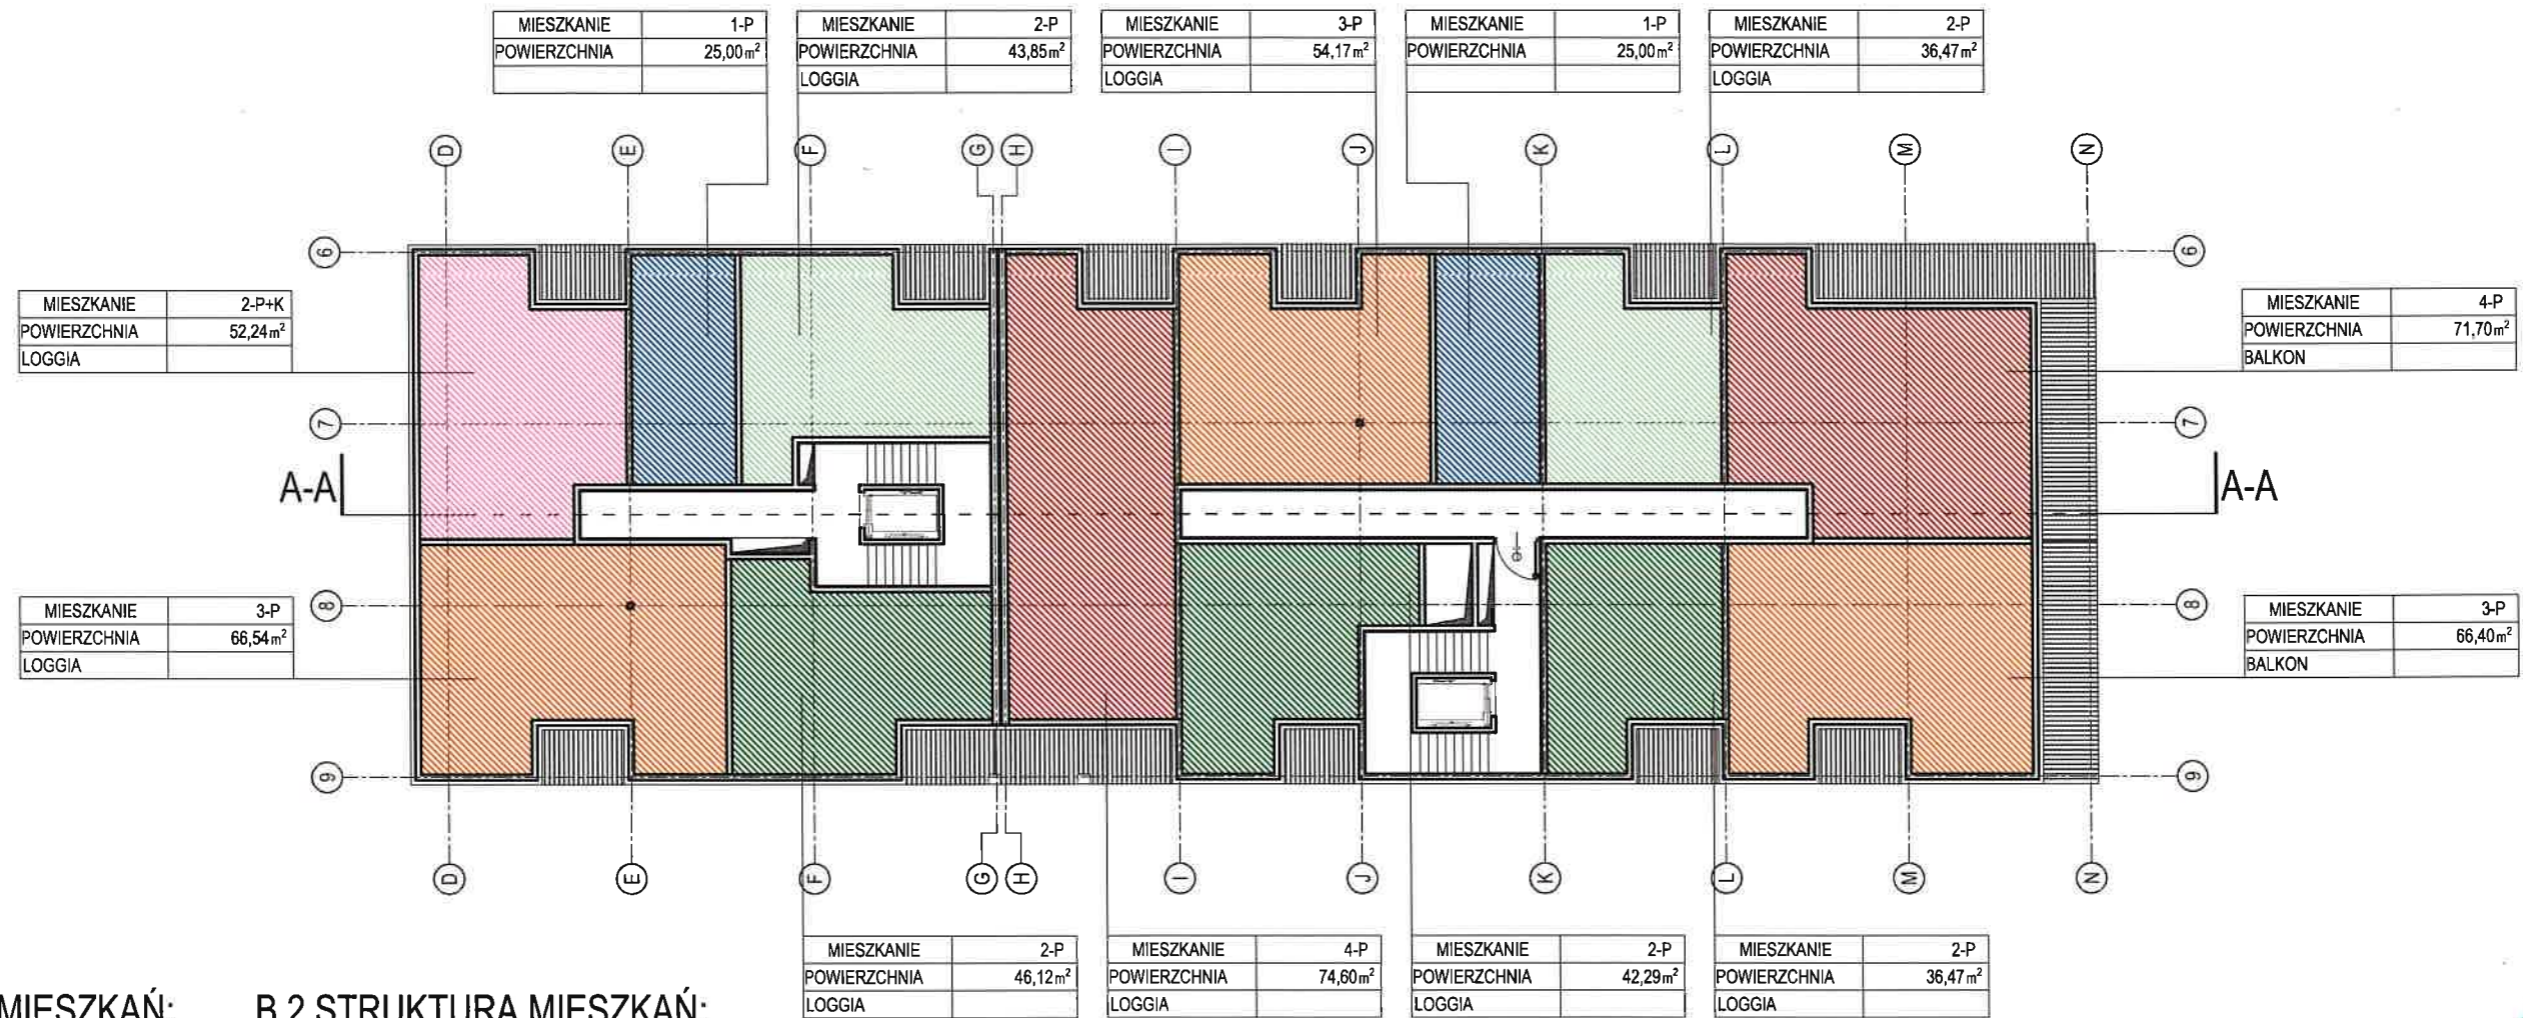 MIESZKANIE 1-P
POWIERZCHNIA 25,00m²
MIESZKANIE 2-P
POWIERZCHNIA 43,85m²
LOGGIA
MIESZKANIE 3-P
POWIERZCHNIA 54,17m²
LOGGIA
MIESZKANIE 1-P
POWIERZCHNIA 25,00m²
MIESZKANIE 2-P
POWIERZCHNIA 36,47m²
LOGGIA
D E F G H I J K L M N
6 6
MIESZKANIE 2-P+K
POWIERZCHNIA 52,24m²
LOGGIA
MIESZKANIE 4-P
POWIERZCHNIA 71,70m²
BALKON
7 7
A-A A-A
8 8
MIESZKANIE 3-P
POWIERZCHNIA 66,54m²
LOGGIA
MIESZKANIE 3-P
POWIERZCHNIA 66,40m²
BALKON
9 9
D E F G H I J K L M N
MIESZKANIE 2-P
POWIERZCHNIA 46,12m²
LOGGIA
MIESZKANIE 4-P
POWIERZCHNIA 74,60m²
LOGGIA
MIESZKANIE 2-P
POWIERZCHNIA 42,29m²
LOGGIA
MIESZKANIE 2-P
POWIERZCHNIA 36,47m²
LOGGIA
MIESZKAŃ: B.2 STRUKTURA MIESZKAŃ: